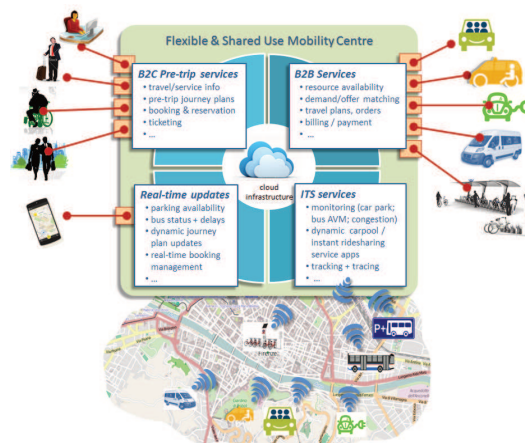 Flexible & Shared Use Mobility Centre
B2C Pre-trip services
• travel/service info
• pre-trip journey plans
• booking & reservation
• ticketing
• ...
B2B Services
• resource availability
• demand/offer matching
• travel plans, orders
• billing / payment
• ...
cloud
infrastructure
Real-time updates
• parking availability
• bus status + delays
• dynamic journey
plan updates
• real-time booking
management
• ...
ITS services
• monitoring (car park;
bus AVM; congestion)
• dynamic carpool /
instant ridesharing
service apps
• tracking + tracing
• ...
P+
Firenze